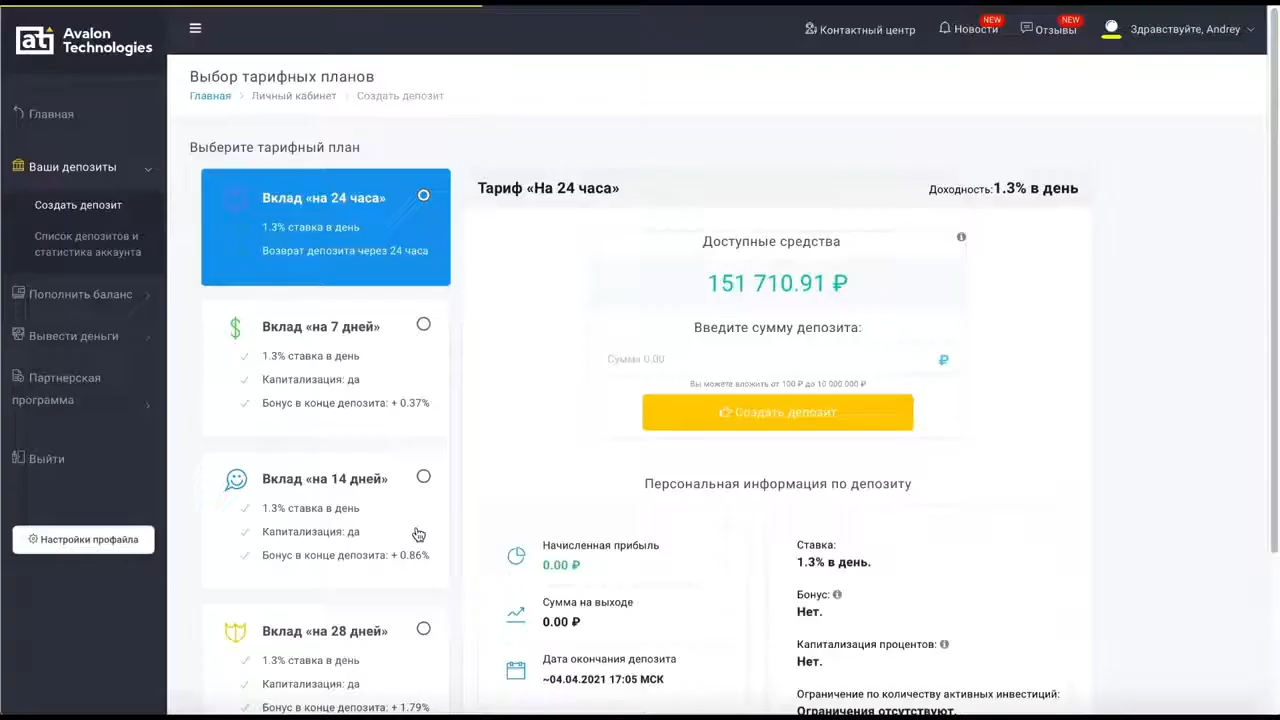 Avalon
Technologies
Контактный центр
Новости
NEW
Отзывы
NEW
Здравствуйте, Andrey
Главная
Ваши депозиты
Создать депозит
Список депозитов и
статистика аккаунта
Пополнить баланс
Вывести деньги
Партнерская
программа
Выйти
Настройки профайла
Выбор тарифных планов
Главная > Личный кабинет Создать депозит
Выберите тарифный план
Вклад «на 24 часа»
1.3% ставка в день
Возврат депозита через 24 часа
Вклад «на 7 дней»
1.3% ставка в день
Капитализация: да
Бонус в конце депозита: + 0.37%
Вклад «на 14 дней»
1.3% ставка в день
Капитализация: да
Бонус в конце депозита: + 0.86%
Вклад «на 28 дней»
1.3% ставка в день
Капитализация: да
Бонус в конце депозита: + 1.79%
Тариф «На 24 часа»
Доходность:1.3% в день
Доступные средства
151 710.91 ₽
Введите сумму депозита:
Сумма 0.00 ₽
Вы можете вложить от 100 ₽ до 10 000 000 ₽
Создать депозит
Персональная информация по депозиту
Начисленная прибыль
0.00 ₽
Сумма на выходе
0.00 ₽
Дата окончания депозита
~04.04.2021 17:05 МСК
Ставка:
1.3% в день.
Бонус:
Нет.
Капитализация процентов:
Нет.
Ограничение по количеству активных инвестиций:
Ограничения отсутствуют.